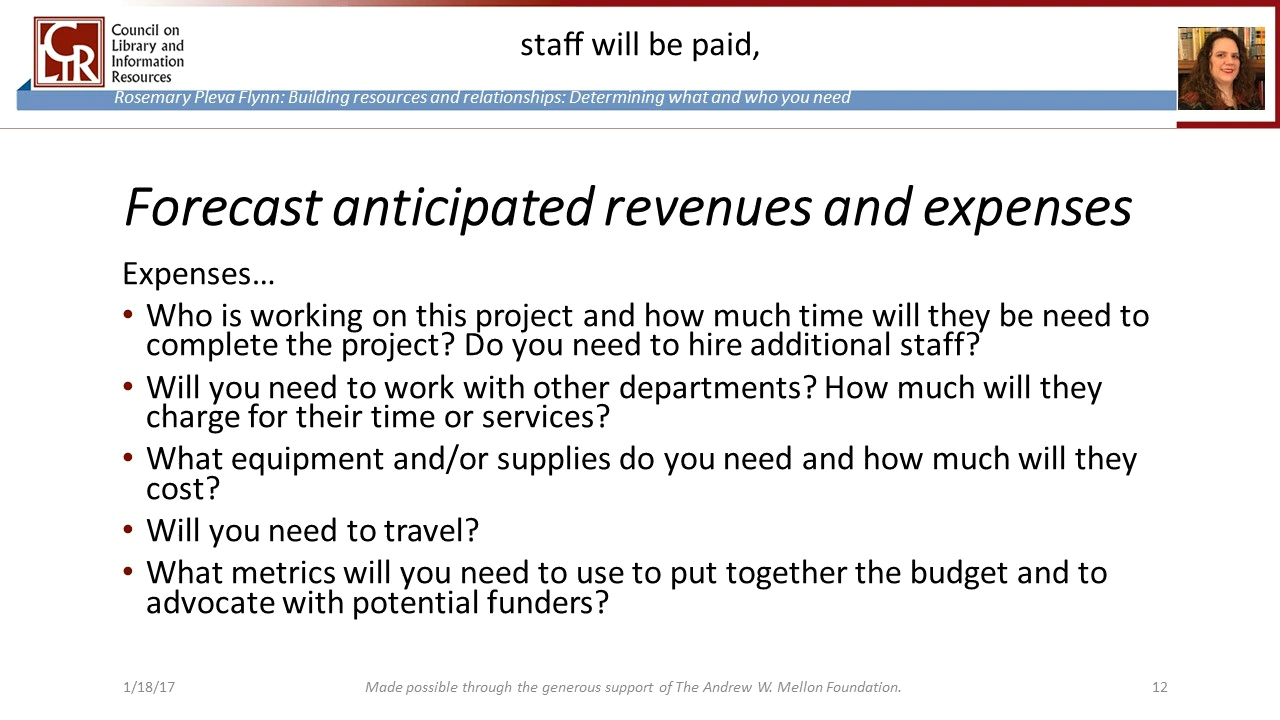 CLIR
Council on
Library and
Information
Resources
staff will be paid,
Rosemary Pleva Flynn: Building resources and relationships: Determining what and who you need
Forecast anticipated revenues and expenses
Expenses...
• Who is working on this project and how much time will they be need to
complete the project? Do you need to hire additional staff?
• Will you need to work with other departments? How much will they
charge for their time or services?
• What equipment and/or supplies do you need and how much will they
cost?
• Will you need to travel?
• What metrics will you need to use to put together the budget and to
advocate with potential funders?
1/18/17
Made possible through the generous support of The Andrew W. Mellon Foundation.
12